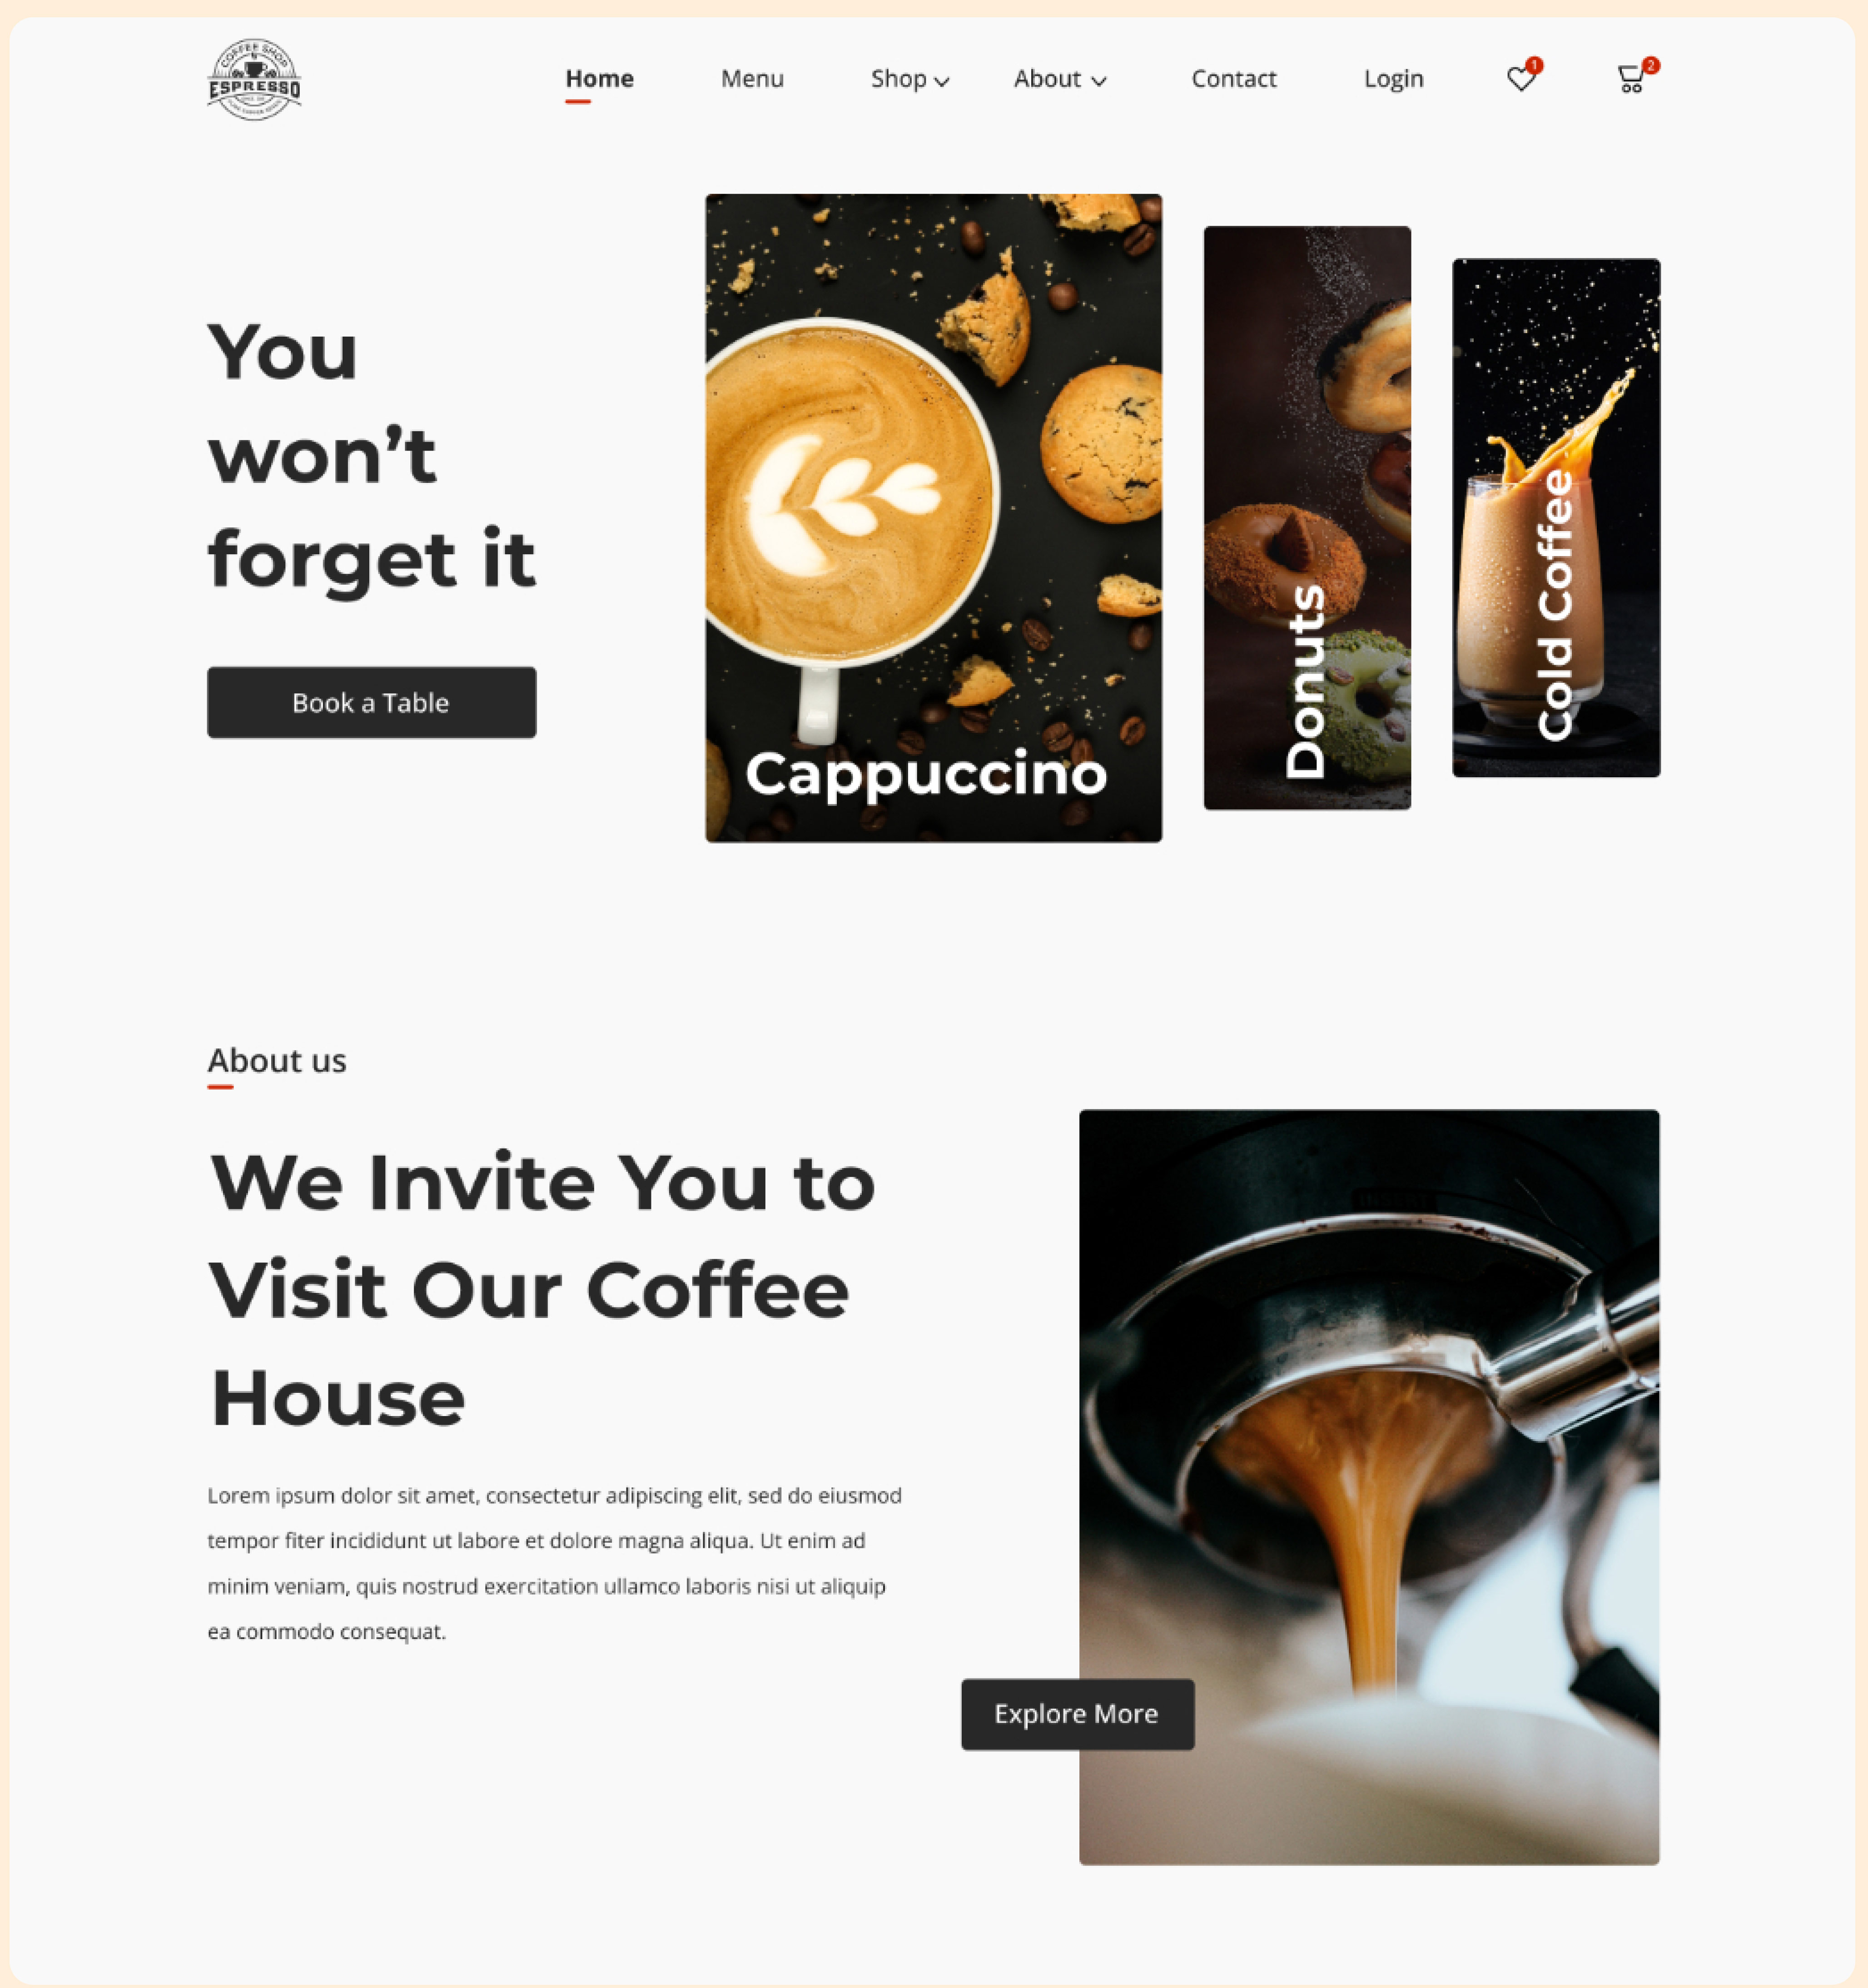 COFFEE SHOP
ESPRESSO
Home
Menu
Shop
About
Contact
Login
1
2
You
won’t
forget it
Book a Table
Cappuccino
Donuts
Cold Coffee
About us
We Invite You to
Visit Our Coffee
House
Lorem ipsum dolor sit amet, consectetur adipiscing elit, sed do eiusmod
tempor fiter incididunt ut labore et dolore magna aliqua. Ut enim ad
minim veniam, quis nostrud exercitation ullamco laboris nisi ut aliquip
ea commodo consequat.
Explore More